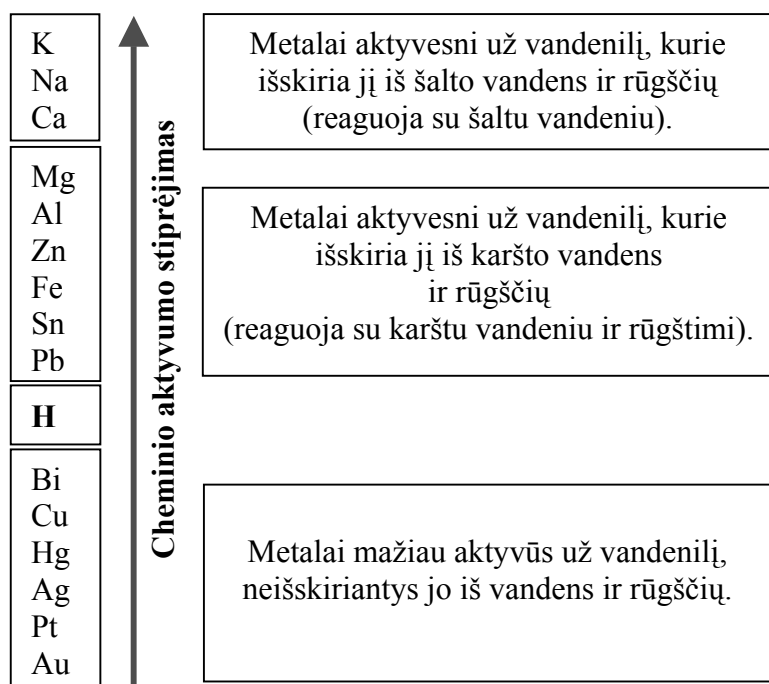 K
Na
Ca
Metalai aktyvesni už vandenilį, kurie
išskiria jį iš šalto vandens ir rūgščių
(reaguoja su šaltu vandeniu).
Mg
Al
Zn
Fe
Sn
Pb
Metalai aktyvesni už vandenilį, kurie
išskiria jį iš karšto vandens
ir rūgščių
(reaguoja su karštu vandeniu ir rūgštimi).
H
Bi
Cu
Hg
Ag
Pt
Au
Metalai mažiau aktyvūs už vandenilį,
neišskiriantys jo iš vandens ir rūgščių.
Cheminio aktyvumo stiprėjimas